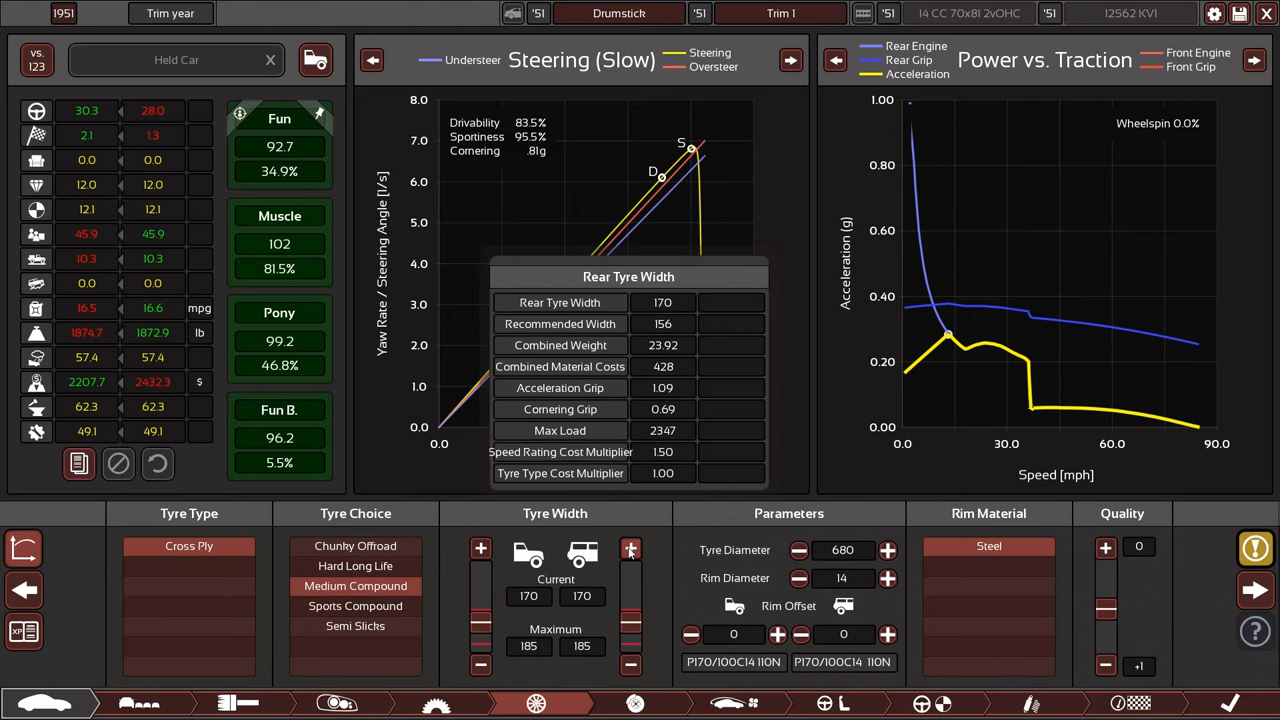 1951 Trim year '51 Drumstick '51 Trim 1 '51 I4 CC 70x81 2vOHC '51 12S62 KVI
vs. 123 Held Car X
Understeer Steering (Slow) Steering Oversteer
Rear Engine Rear Grip Acceleration Power vs. Traction Front Engine Front Grip
30.3 28.0
2.1 1.3
0.0 0.0
12.0 12.0
12.1 12.1
45.9 45.9
10.3 10.3
0.0 0.0
16.5 16.6 mpg
1874.7 1872.9 lb
57.4 57.4
2207.7 2432.3 $
62.3 62.3
49.1 49.1
Fun
92.7
34.9%
Muscle
102
81.5%
Pony
99.2
46.8%
Fun B.
96.2
5.5%
Yaw Rate / Steering Angle [1/s]
8.0
7.0
6.0
5.0
4.0
3.0
2.0
1.0
0.0
0.0
Drivability 83.5%
Sportiness 95.5%
Cornering .81g
S
D
Rear Tyre Width
Rear Tyre Width 170
Recommended Width 156
Combined Weight 23.92
Combined Material Costs 428
Acceleration Grip 1.09
Cornering Grip 0.69
Max Load 2347
Speed Rating Cost Multiplier 1.50
Tyre Type Cost Multiplier 1.00
Acceleration [g]
1.00
0.80
0.60
0.40
0.20
0.00
Wheelspin 0.0%
0.0 30.0 60.0 90.0
Speed [mph]
Tyre Type
Cross Ply
Tyre Choice
Chunky Offroad
Hard Long Life
Medium Compound
Sports Compound
Semi Slicks
Tyre Width
Current
170 170
Maximum
185 185
Parameters
Tyre Diameter 680
Rim Diameter 14
Rim Offset
0 0
P170/100C14 110N P170/100C14 110N
Rim Material
Steel
Quality
0
+1
XP